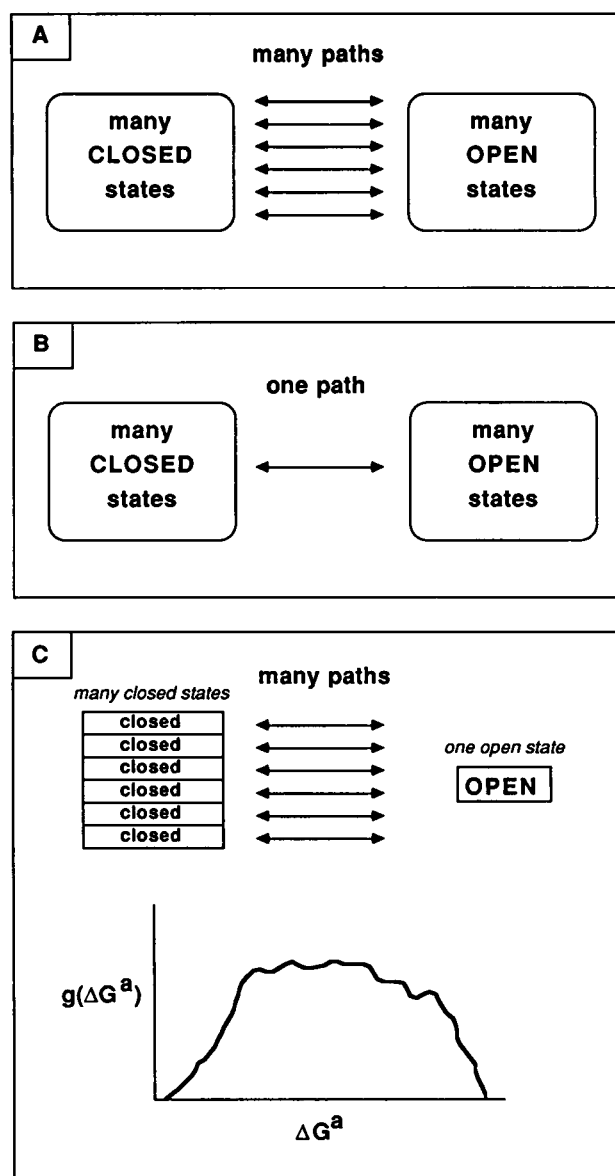 A
many paths
many
CLOSED
states
many
OPEN
states
B
one path
many
CLOSED
states
many
OPEN
states
C
many paths
many closed states
closed
closed
closed
closed
closed
closed
one open state
OPEN
g(ΔGᵃ)
ΔGᵃ